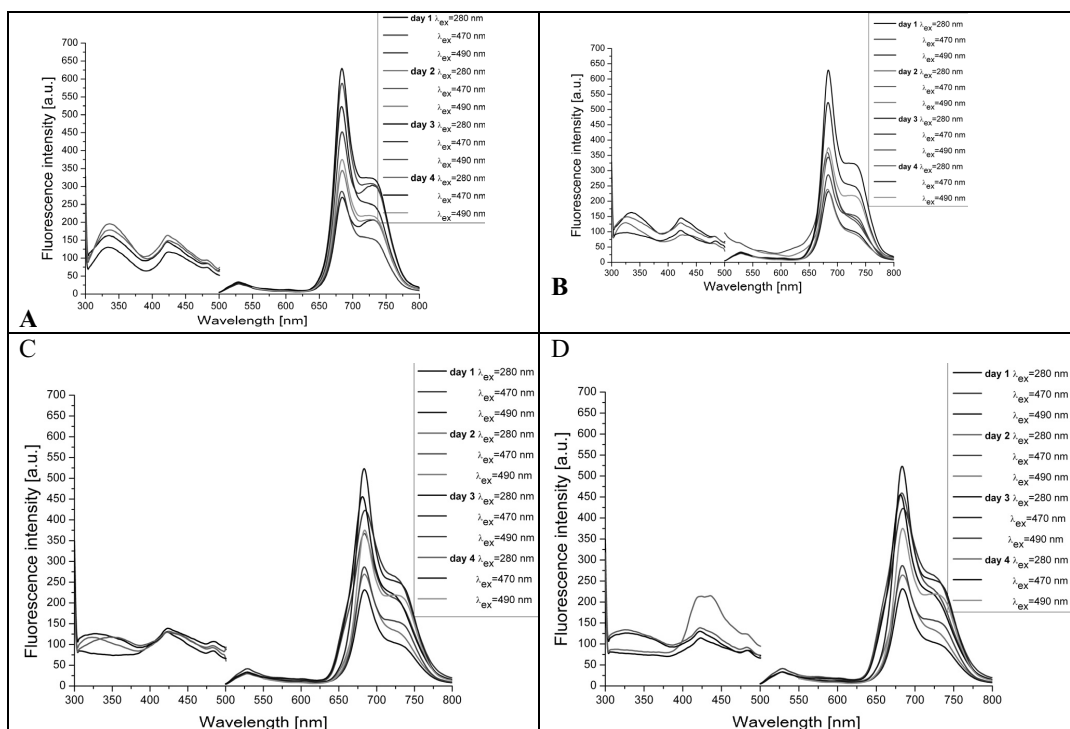 day 1 λex=280 nm
λex=470 nm
λex=490 nm
day 2 λex=280 nm
λex=470 nm
λex=490 nm
day 3 λex=280 nm
λex=470 nm
λex=490 nm
day 4 λex=280 nm
λex=470 nm
λex=490 nm
Fluorescence intensity [a.u.]
700
650
600
550
500
450
400
350
300
250
200
150
100
50
0
300 350 400 450 500 550 600 650 700 750 800
Wavelength [nm]
A
day 1 λex=280 nm
λex=470 nm
λex=490 nm
day 2 λex=280 nm
λex=470 nm
λex=490 nm
day 3 λex=280 nm
λex=470 nm
λex=490 nm
day 4 λex=280 nm
λex=470 nm
λex=490 nm
Fluorescence intensity [a.u.]
700
650
600
550
500
450
400
350
300
250
200
150
100
50
0
300 350 400 450 500 550 600 650 700 750 800
Wavelength [nm]
B
C
day 1 λex=280 nm
λex=470 nm
λex=490 nm
day 2 λex=280 nm
λex=470 nm
λex=490 nm
day 3 λex=280 nm
λex=470 nm
λex=490 nm
day 4 λex=280 nm
λex=470 nm
λex=490 nm
Fluorescence intensity [a.u.]
700
650
600
550
500
450
400
350
300
250
200
150
100
50
0
300 350 400 450 500 550 600 650 700 750 800
Wavelength [nm]
D
day 1 λex=280 nm
λex=470 nm
λex=490 nm
day 2 λex=280 nm
λex=470 nm
λex=490 nm
day 3 λex=280 nm
λex=470 nm
λex=490 nm
day 4 λex=280 nm
λex=470 nm
λex=490 nm
Fluorescence intensity [a.u.]
700
650
600
550
500
450
400
350
300
250
200
150
100
50
0
300 350 400 450 500 550 600 650 700 750 800
Wavelength [nm]